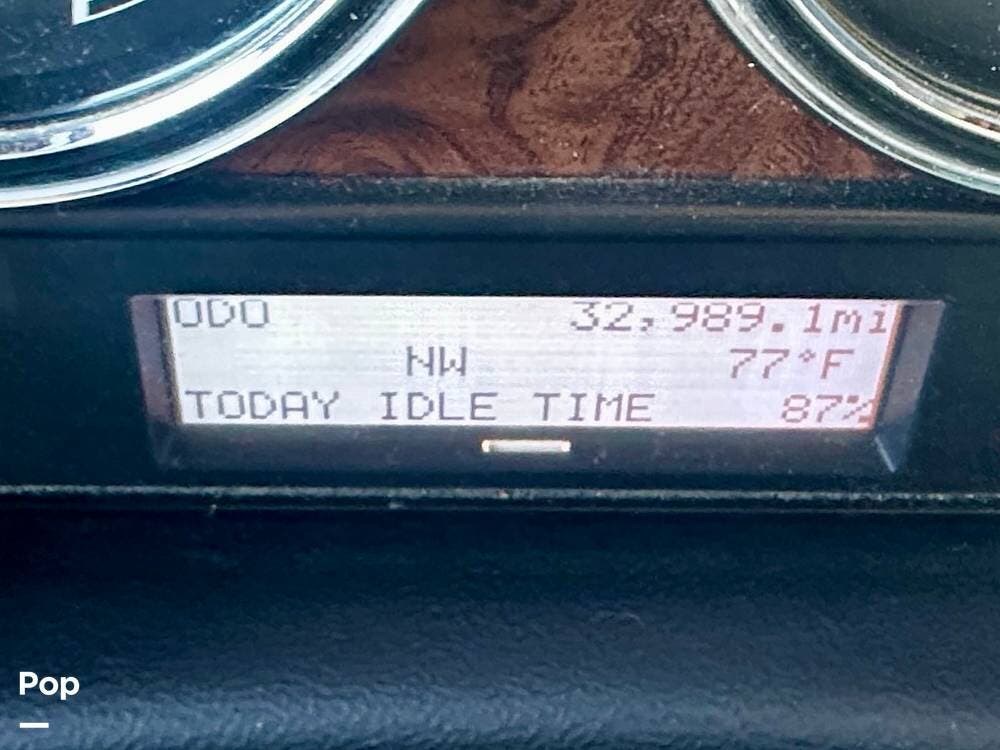 ODO 32,989.1mi
NW 77°F
TODAY IDLE TIME 87%
Pop